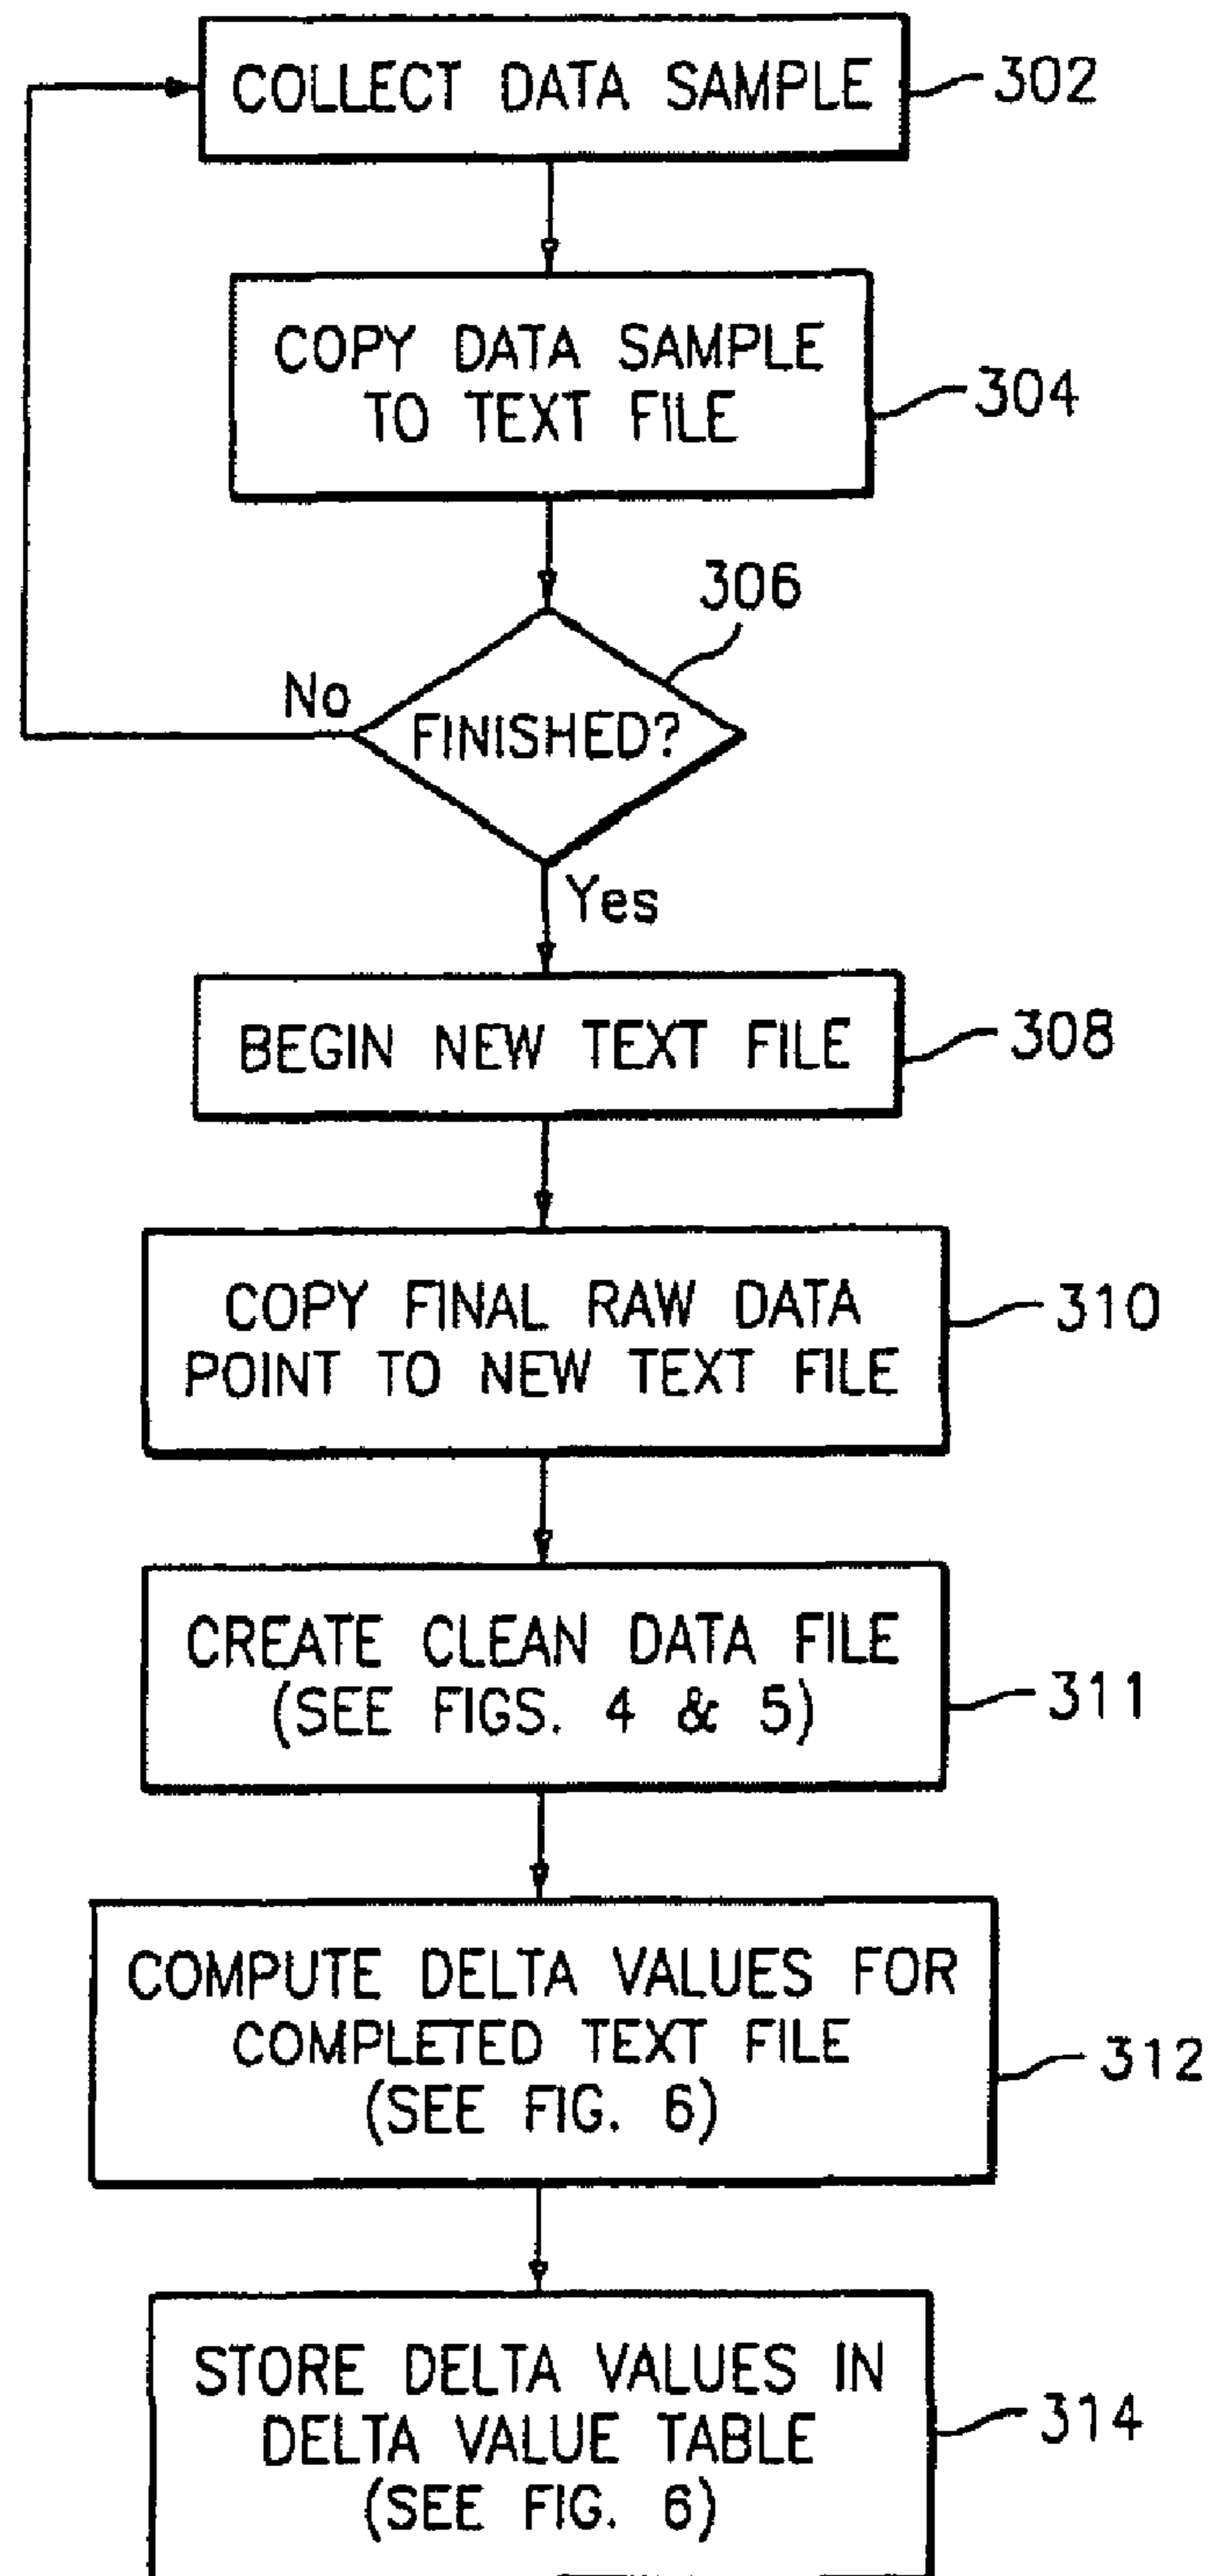 COLLECT DATA SAMPLE
302
COPY DATA SAMPLE
TO TEXT FILE
304
306
No
FINISHED?
Yes
BEGIN NEW TEXT FILE
308
COPY FINAL RAW DATA
POINT TO NEW TEXT FILE
310
CREATE CLEAN DATA FILE
(SEE FIGS. 4 & 5)
311
COMPUTE DELTA VALUES FOR
COMPLETED TEXT FILE
(SEE FIG. 6)
312
STORE DELTA VALUES IN
DELTA VALUE TABLE
(SEE FIG. 6)
314